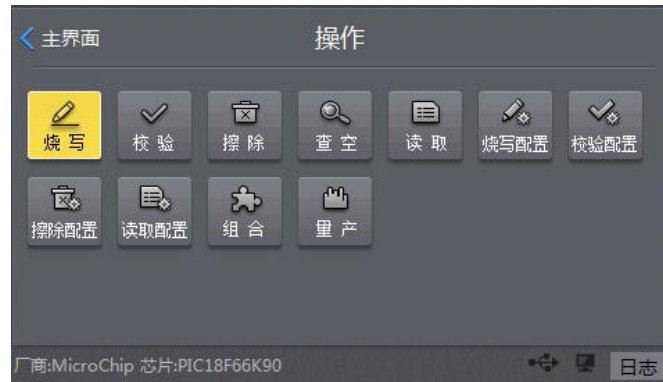 主界面 操作
烧写 校验 擦除 查空 读取 烧写配置 校验配置
擦除配置 读取配置 组合 量产
厂商:MicroChip 芯片:PIC18F66K90 日志